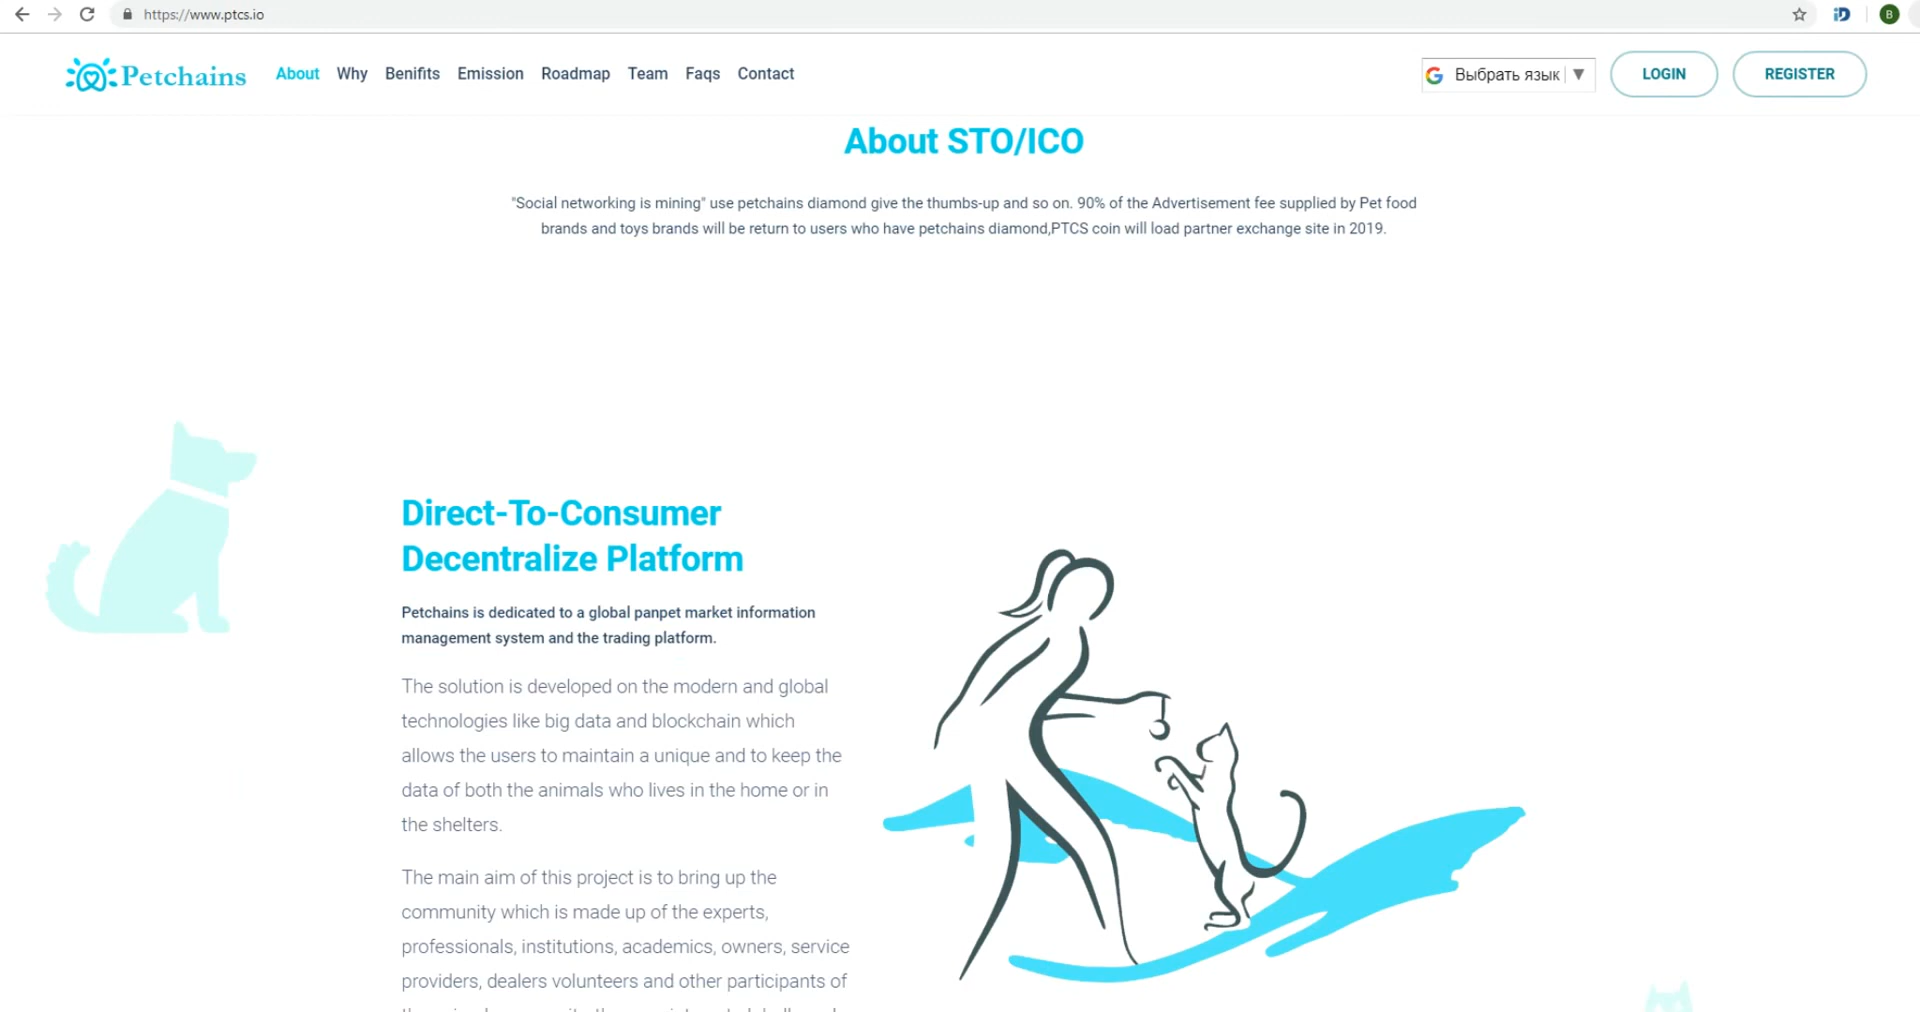 https://www.ptcs.io
B
Petchains About Why Benifits Emission Roadmap Team Faqs Contact Выбрать язык ▼ LOGIN REGISTER
About STO/ICO
"Social networking is mining" use petchains diamond give the thumbs-up and so on. 90% of the Advertisement fee supplied by Pet food
brands and toys brands will be return to users who have petchains diamond,PTCS coin will load partner exchange site in 2019.
Direct-To-Consumer
Decentralize Platform
Petchains is dedicated to a global panpet market information
management system and the trading platform.
The solution is developed on the modern and global
technologies like big data and blockchain which
allows the users to maintain a unique and to keep the
data of both the animals who lives in the home or in
the shelters.
The main aim of this project is to bring up the
community which is made up of the experts,
professionals, institutions, academics, owners, service
providers, dealers volunteers and other participants of